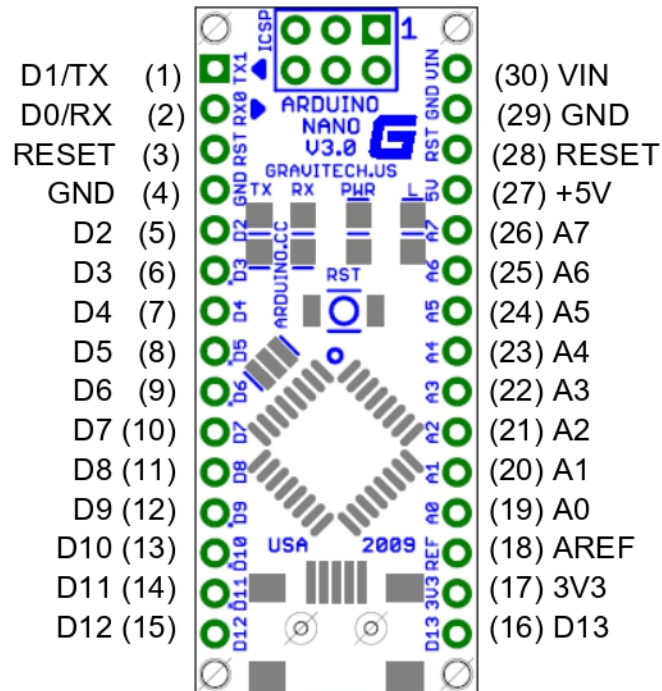 ICSP
1
D1/TX (1) TX1 VIN (30) VIN
D0/RX (2) RX0 ARDUINO GND (29) GND
NANO
RESET (3) RST V3.0 G RST (28) RESET
GRAVITECH.US
GND (4) GND TX RX PWR L 5V (27) +5V
D2 (5) D2 A7 (26) A7
ARDUINO.CC
D3 (6) D3 RST A6 (25) A6
D4 (7) D4 A5 (24) A5
D5 (8) D5 A4 (23) A4
D6 (9) D6 A3 (22) A3
D7 (10) D7 A2 (21) A2
D8 (11) D8 A1 (20) A1
D9 (12) D9 A0 (19) A0
D10 (13) D10 USA 2009 REF (18) AREF
D11 (14) D11 3V3 (17) 3V3
D12 (15) D12 D13 (16) D13